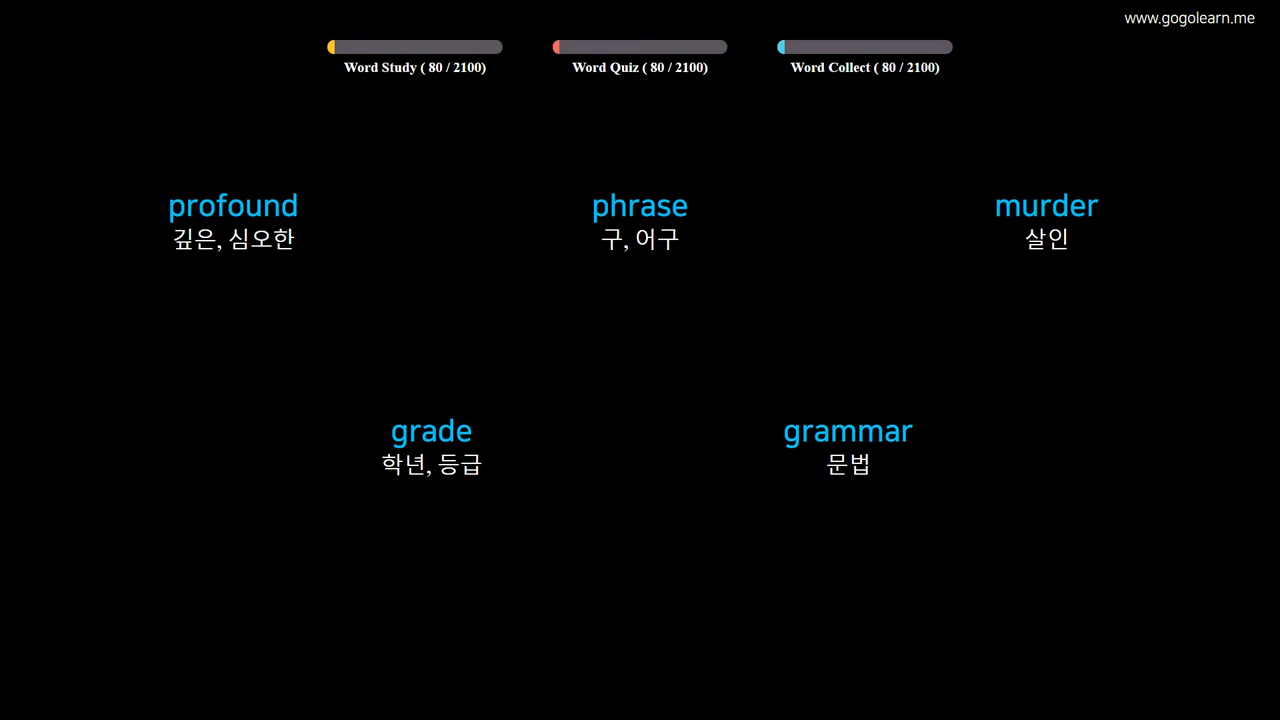 www.gogolearn.me
Word Study ( 80 / 2100)
Word Quiz ( 80 / 2100)
Word Collect ( 80 / 2100)
profound
깊은, 심오한
phrase
구, 어구
murder
살인
grade
학년, 등급
grammar
문법